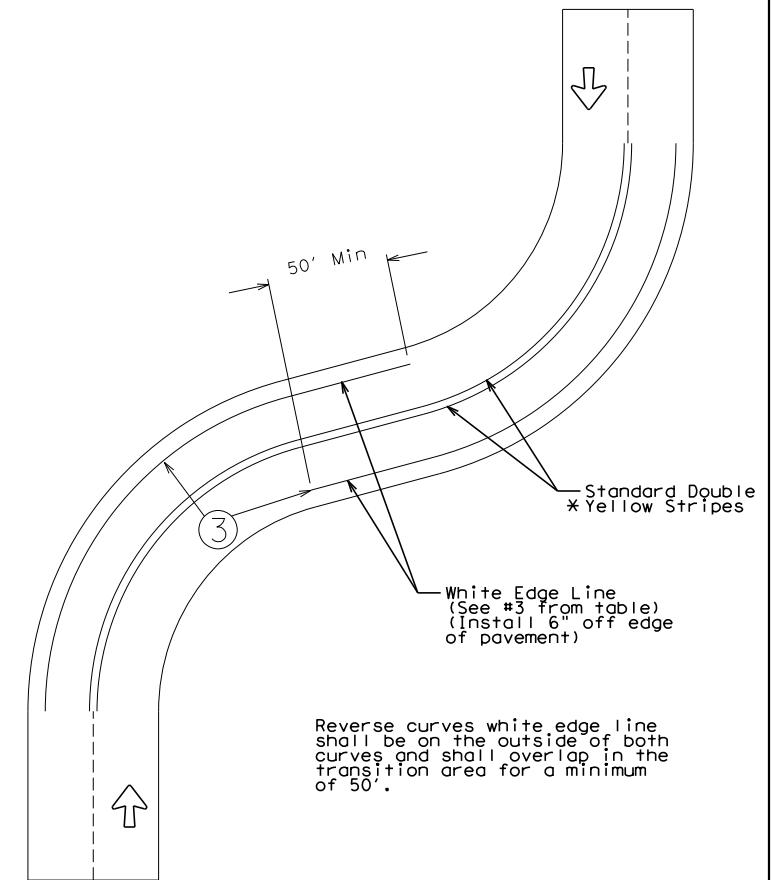 50' Min
Standard Double
* Yellow Stripes
3
White Edge Line
(See #3 from table)
(Install 6" off edge
of pavement)
Reverse curves white edge line
shall be on the outside of both
curves and shall overlap in the
transition area for a minimum
of 50'.